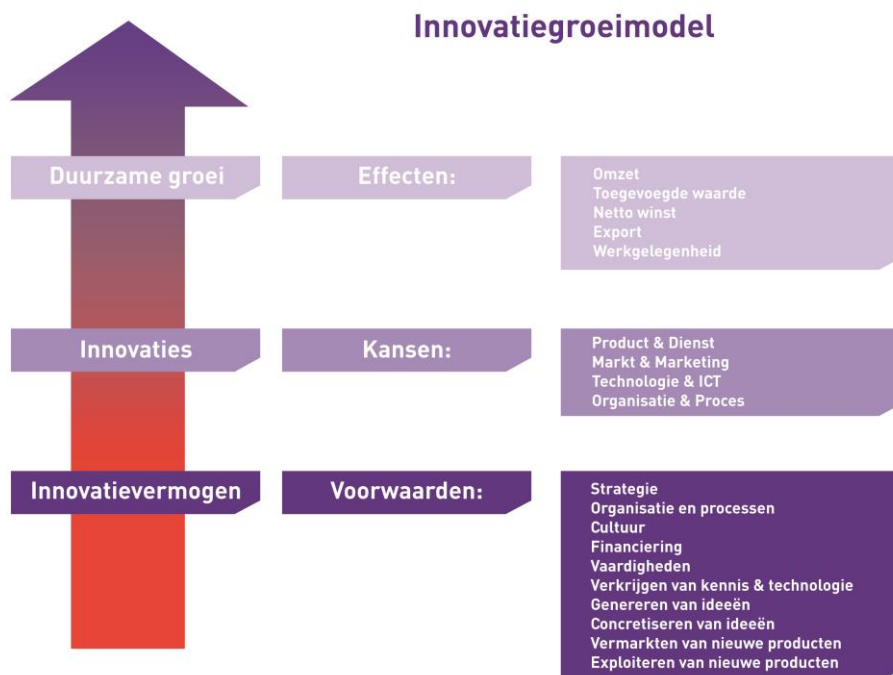 Innovatiegroeimodel
Duurzame groei
Effecten:
Omzet
Toegevoegde waarde
Netto winst
Export
Werkgelegenheid
Innovaties
Kansen:
Product & Dienst
Markt & Marketing
Technologie & ICT
Organisatie & Proces
Innovatievermogen
Voorwaarden:
Strategie
Organisatie en processen
Cultuur
Financiering
Vaardigheden
Verkrijgen van kennis & technologie
Genereren van ideeën
Concretiseren van ideeën
Vermarkten van nieuwe producten
Exploiteren van nieuwe producten